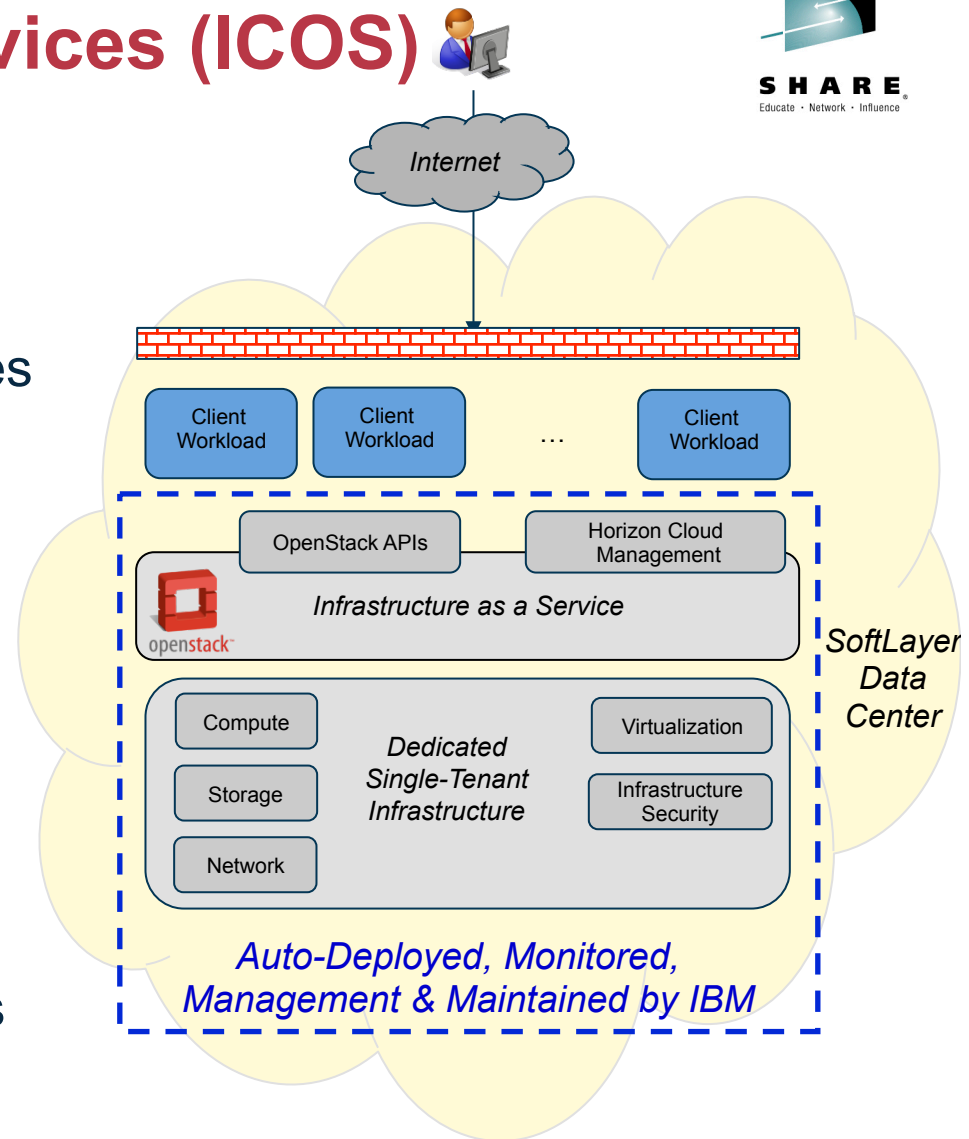 vices (ICOS)
SHARE®
Educate · Network · Influence
Internet
es
Client
Workload
Client
Workload
...
Client
Workload
OpenStack APIs
Horizon Cloud
Management
Infrastructure as a Service
openstack™
SoftLayer
Data
Center
Compute
Storage
Network
Dedicated
Single-Tenant
Infrastructure
Virtualization
Infrastructure
Security
Auto-Deployed, Monitored,
Management & Maintained by IBM
s